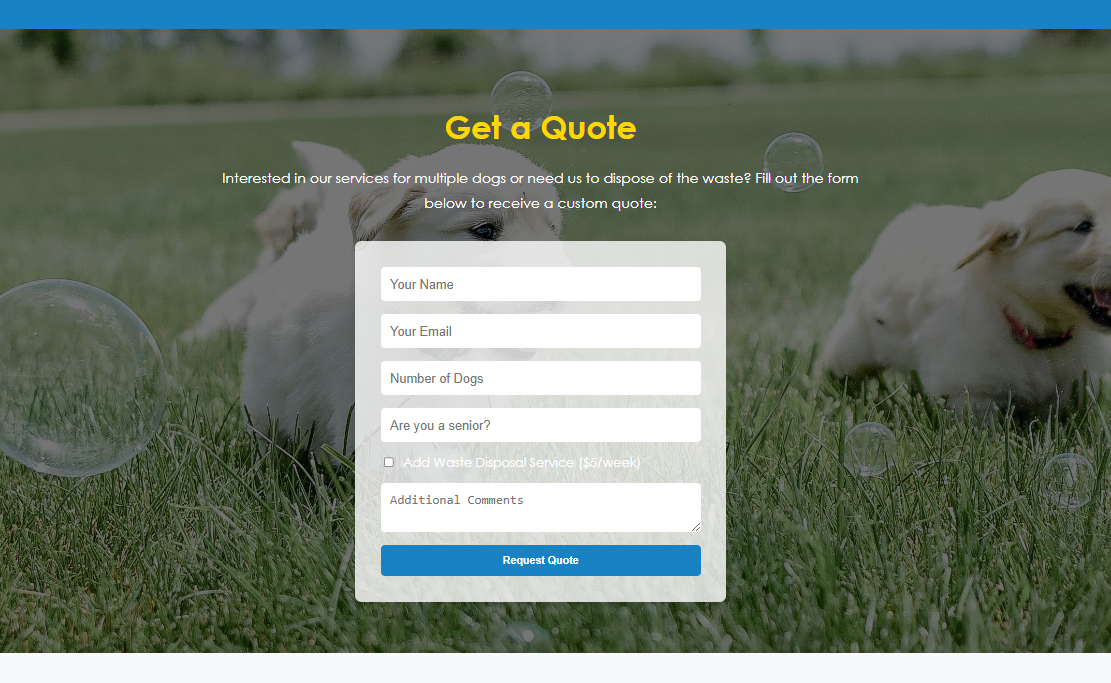 Get a Quote
Interested in our services for multiple dogs or need us to dispose of the waste? Fill out the form
below to receive a custom quote:
Your Name
Your Email
Number of Dogs
Are you a senior?
Add Waste Disposal Service ($5/week)
Additional Comments
Request Quote